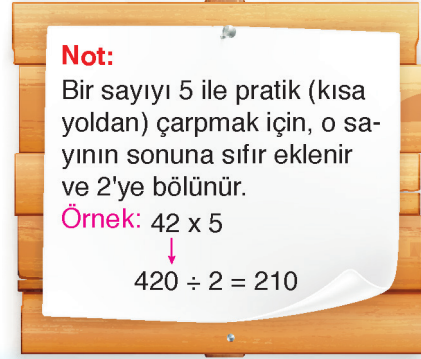 Not:
Bir sayıyı 5 ile pratik (kısa
yoldan) çarpmak için, o sa-
yının sonuna sıfır eklenir
ve 2'ye bölünür.
Örnek: 42 x 5
↓
420 ÷ 2 = 210